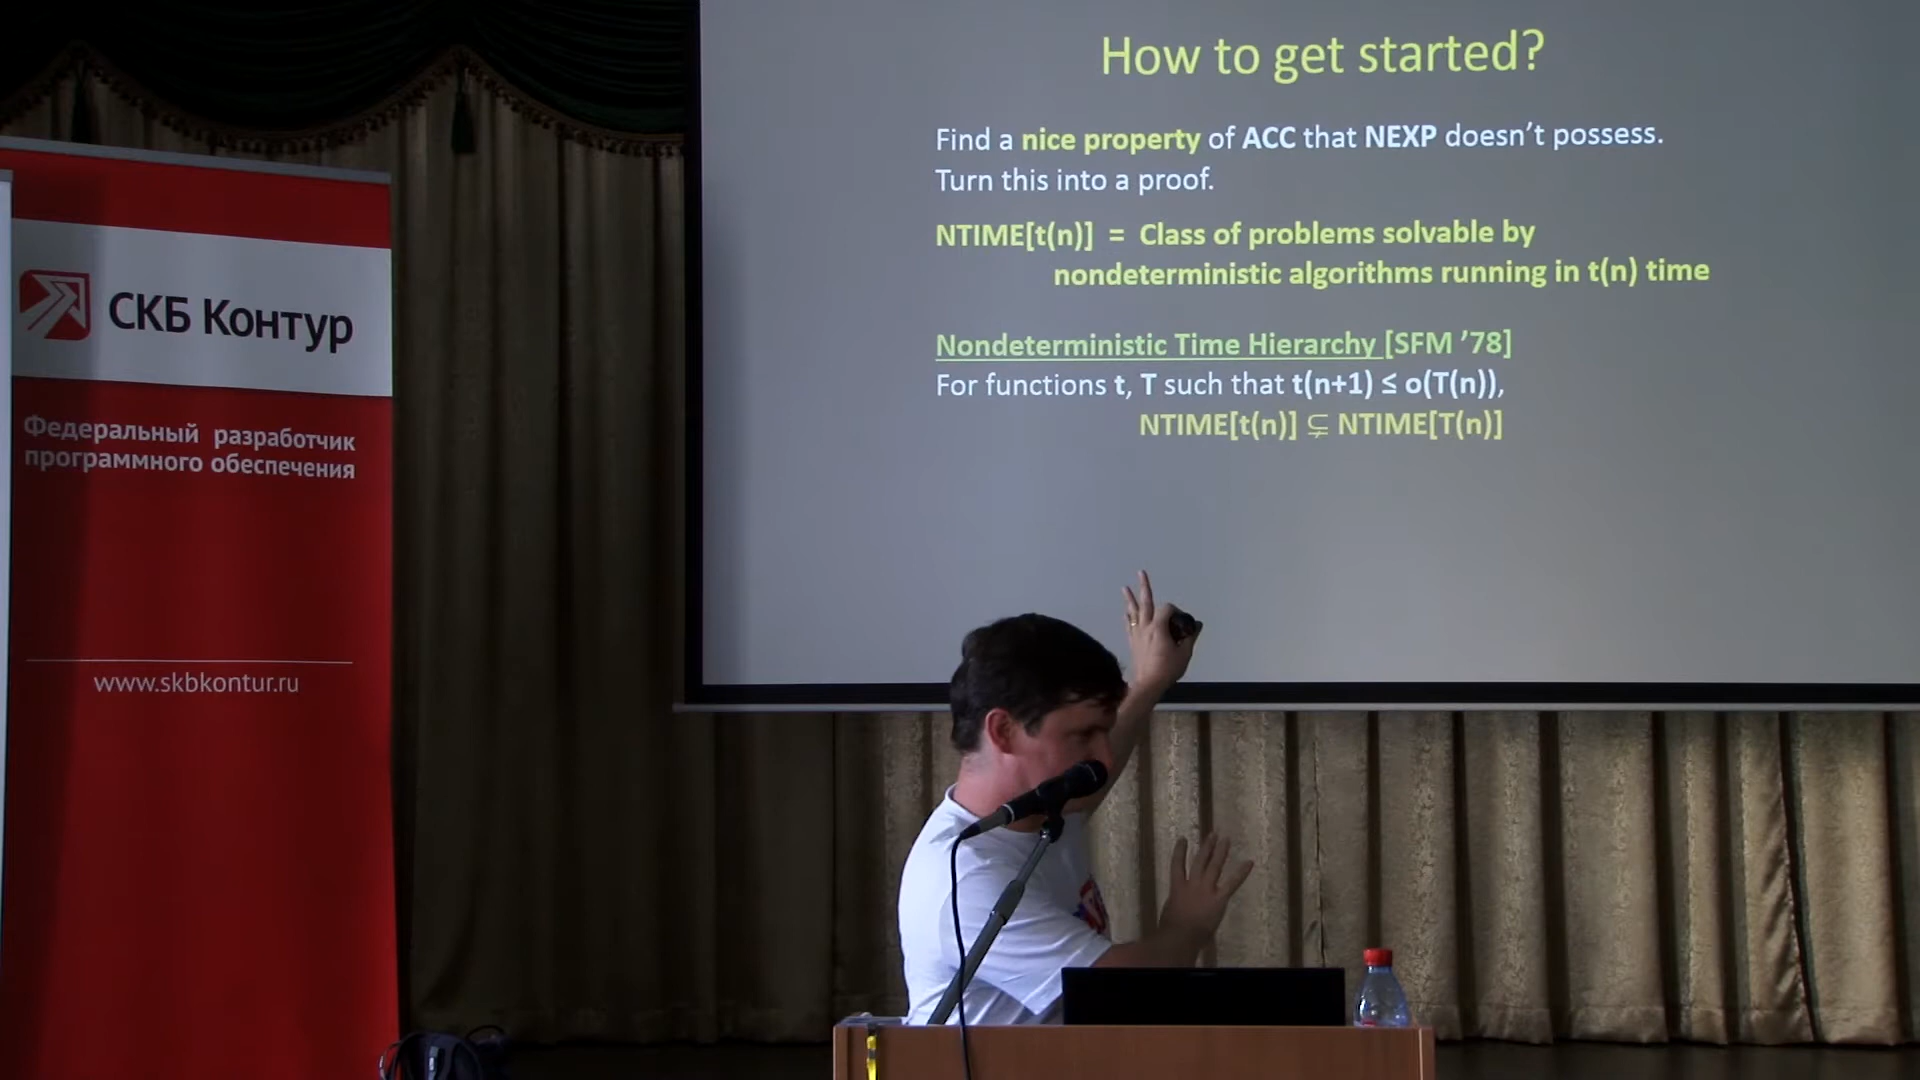 How to get started?
Find a nice property of ACC that NEXP doesn’t possess.
Turn this into a proof.
NTIME[t(n)] = Class of problems solvable by
nondeterministic algorithms running in t(n) time
Nondeterministic Time Hierarchy [SFM ’78]
For functions t, T such that t(n+1) ≤ o(T(n)),
NTIME[t(n)] ⊊ NTIME[T(n)]
СКБ Контур
Федеральный разработчик
программного обеспечения
www.skbkontur.ru